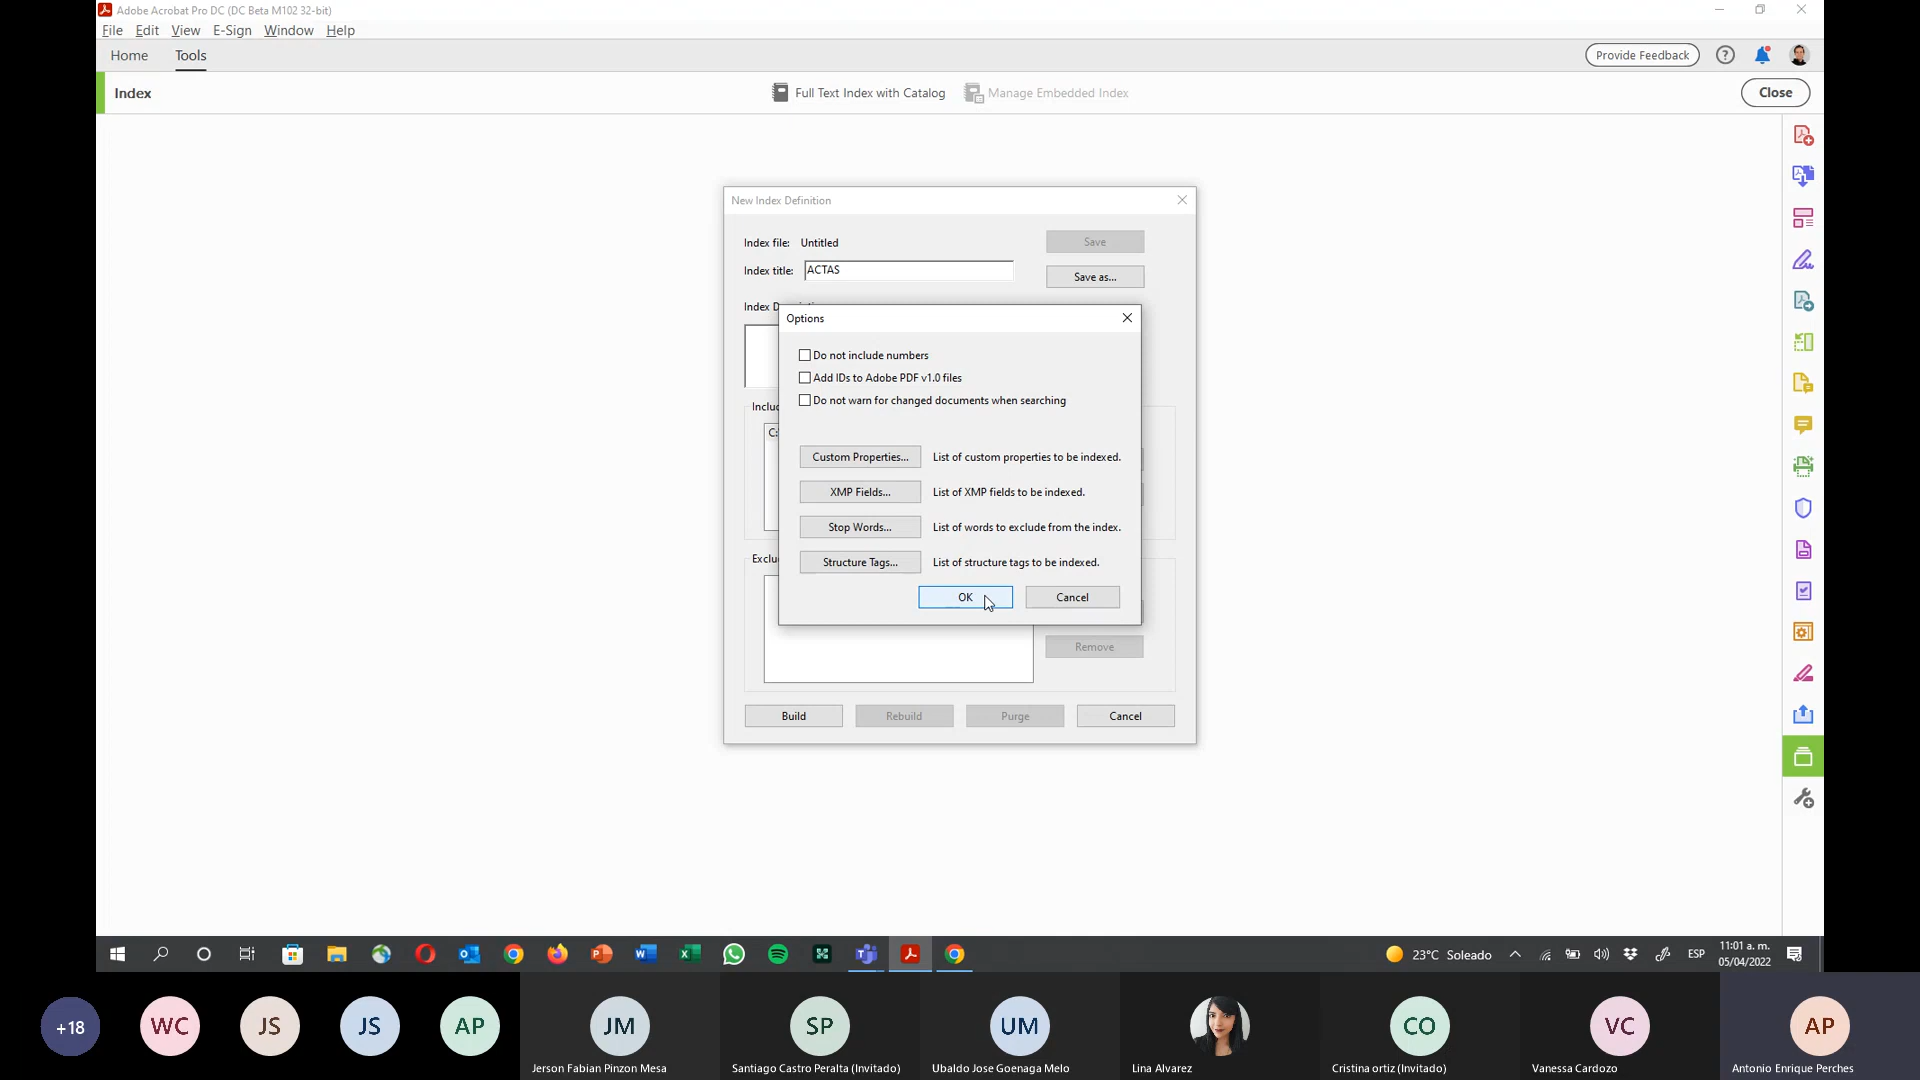 Adobe Acrobat Pro DC (DC Beta M102 32-bit)
File Edit View E-Sign Window Help
Home Tools
Provide Feedback
Index
Full Text Index with Catalog
Manage Embedded Index
Close
New Index Definition
Index file: Untitled
Save
Index title: ACTAS
Save as...
Index
Options
Do not include numbers
Add IDs to Adobe PDF v1.0 files
Do not warn for changed documents when searching
C:
Custom Properties... List of custom properties to be indexed.
XMP Fields... List of XMP fields to be indexed.
Stop Words... List of words to exclude from the index.
Structure Tags... List of structure tags to be indexed.
OK Cancel
Remove
Build Rebuild Purge Cancel
23°C Soleado
ESP
11:01 a. m.
05/04/2022
+18 WC JS JS AP JM SP UM CO VC AP
Jerson Fabian Pinzon Mesa
Santiago Castro Peralta (Invitado)
Ubaldo Jose Goenaga Melo
Lina Alvarez
Cristina ortiz (Invitado)
Vanessa Cardozo
Antonio Enrique Perches